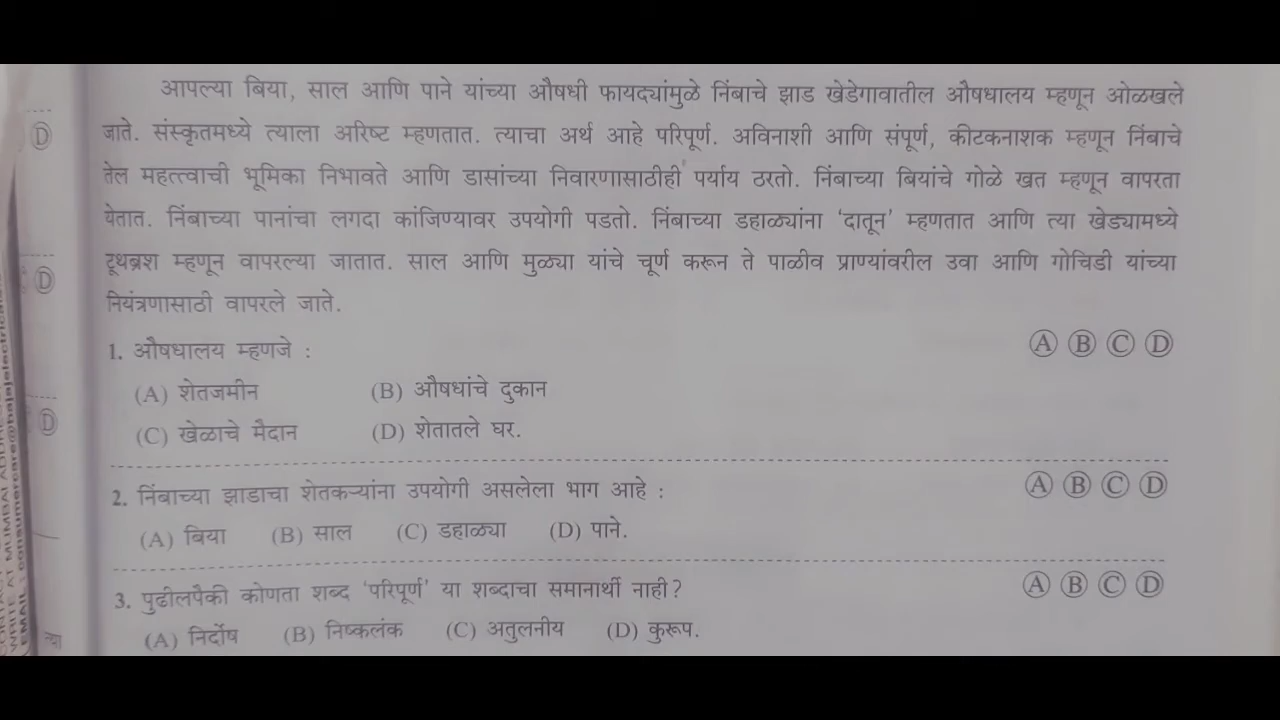 आपल्या बिया, साल आणि पाने यांच्या औषधी फायद्यांमुळे निंबाचे झाड खेडेगावातील औषधालय म्हणून ओळखले
D
जाते. संस्कृतमध्ये त्याला अरिष्ट म्हणतात. त्याचा अर्थ आहे परिपूर्ण. अविनाशी आणि संपूर्ण, कीटकनाशक म्हणून निंबाचे
तेल महत्त्वाची भूमिका निभावते आणि डासांच्या निवारणासाठीही पर्याय ठरतो. निंबाच्या बियांचे गोळे खत म्हणून वापरता
येतात. निंबाच्या पानांचा लगदा कांजिण्यावर उपयोगी पडतो. निंबाच्या डहाळ्यांना 'दातून' म्हणतात आणि त्या खेड्यामध्ये
टूथब्रश म्हणून वापरल्या जातात. साल आणि मुळ्या यांचे चूर्ण करून ते पाळीव प्राण्यांवरील उवा आणि गोचिडी यांच्या
D
नियंत्रणासाठी वापरले जाते.
1. औषधालय म्हणजे : A B C D
(A) शेतजमीन (B) औषधांचे दुकान
D
(C) खेळाचे मैदान (D) शेतातले घर.
2. निंबाच्या झाडाचा शेतकऱ्यांना उपयोगी असलेला भाग आहे : A B C D
(A) बिया (B) साल (C) डहाळ्या (D) पाने.
3. पुढीलपैकी कोणता शब्द 'परिपूर्ण' या शब्दाचा समानार्थी नाही? A B C D
(A) निर्दोष (B) निष्कलंक (C) अतुलनीय (D) कुरूप.